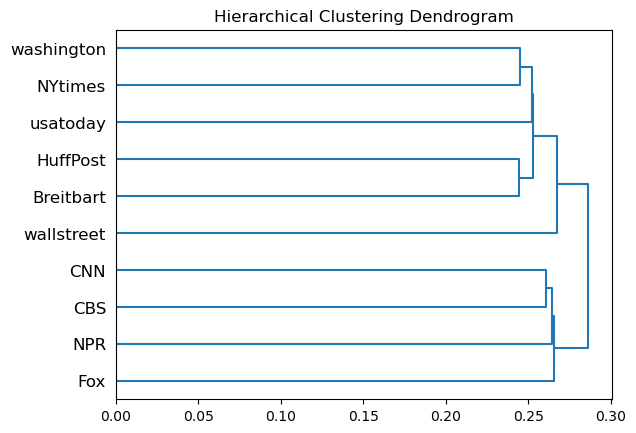 Hierarchical Clustering Dendrogram
washington
NYtimes
usatoday
HuffPost
Breitbart
wallstreet
CNN
CBS
NPR
Fox
0.00 0.05 0.10 0.15 0.20 0.25 0.30